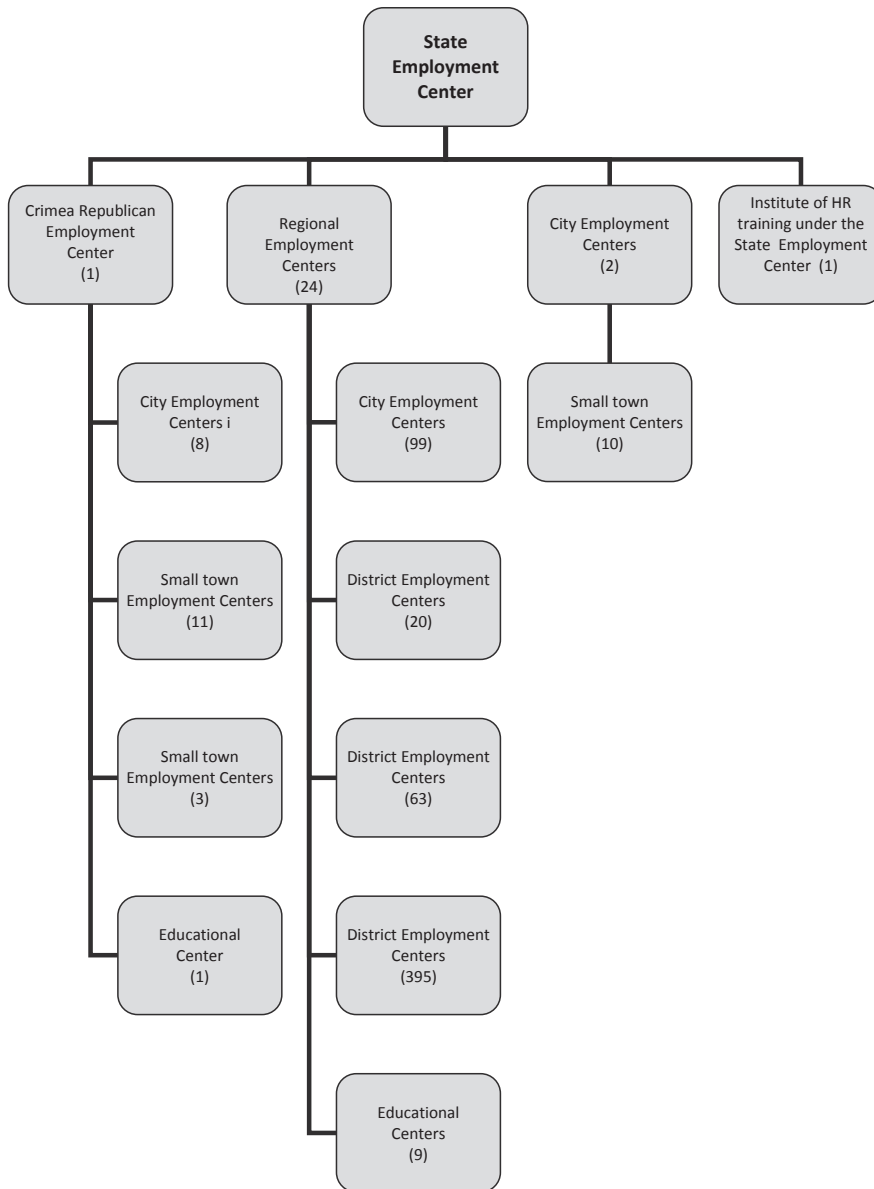 State
Employment
Center
Crimea Republican
Employment
Center
(1)
Regional
Employment
Centers
(24)
City Employment
Centers
(2)
Institute of HR
training under the
State Employment
Center (1)
City Employment
Centers i
(8)
City Employment
Centers
(99)
Small town
Employment Centers
(10)
Small town
Employment Centers
(11)
District Employment
Centers
(20)
Small town
Employment Centers
(3)
District Employment
Centers
(63)
Educational
Center
(1)
District Employment
Centers
(395)
Educational
Centers
(9)